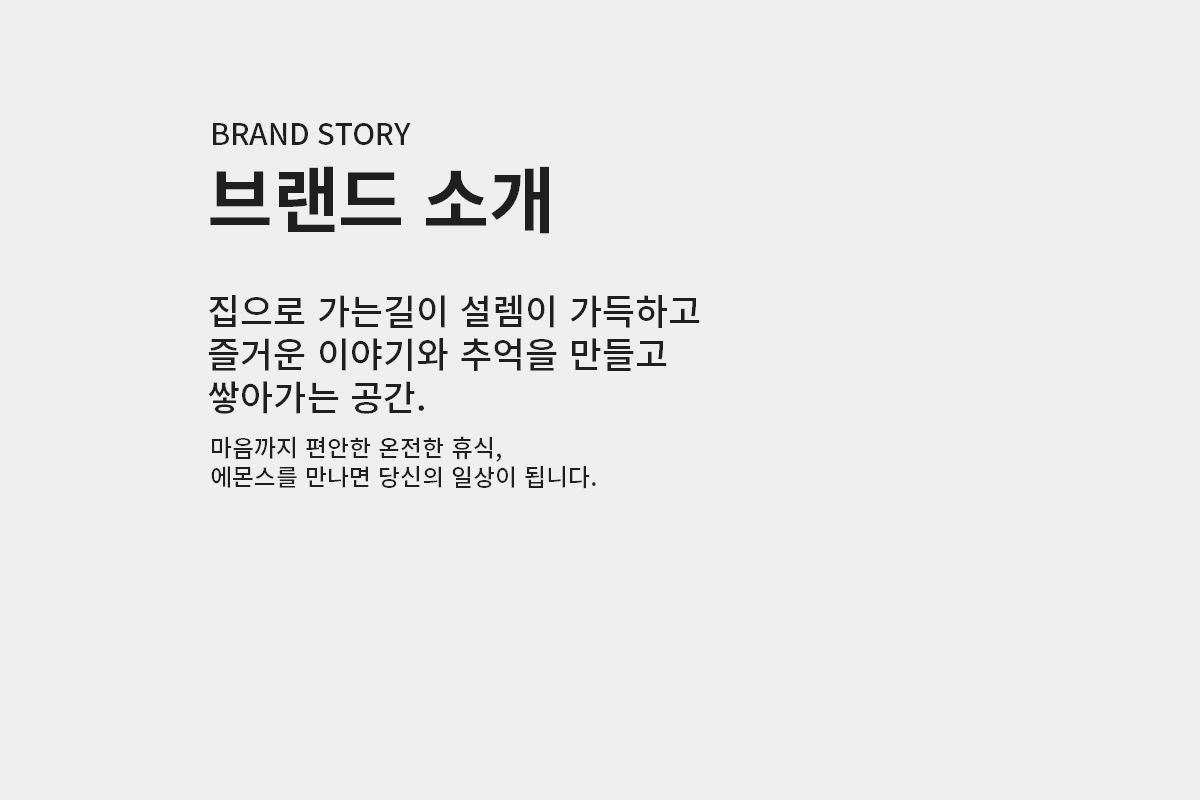 BRAND STORY
브랜드 소개
집으로 가는길이 설렘이 가득하고
즐거운 이야기와 추억을 만들고
쌓아가는 공간.
마음까지 편안한 온전한 휴식,
에몬스를 만나면 당신의 일상이 됩니다.